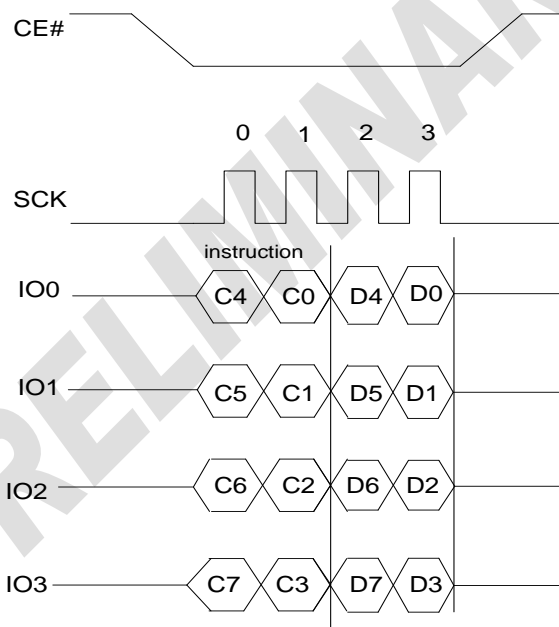 CE#
0 1 2 3
SCK
instruction
IO0 C4 C0 D4 D0
IO1 C5 C1 D5 D1
IO2 C6 C2 D6 D2
IO3 C7 C3 D7 D3